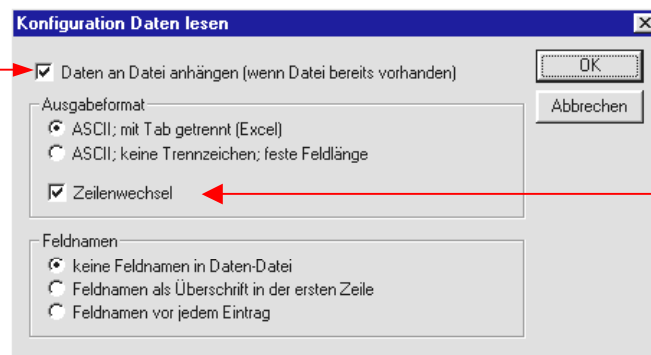 Konfiguration Daten lesen
Daten an Datei anhängen (wenn Datei bereits vorhanden)
OK
Abbrechen
Ausgabeformat
ASCII; mit Tab getrennt (Excel)
ASCII; keine Trennzeichen; feste Feldlänge
Zeilenwechsel
Feldnamen
keine Feldnamen in Daten-Datei
Feldnamen als Überschrift in der ersten Zeile
Feldnamen vor jedem Eintrag